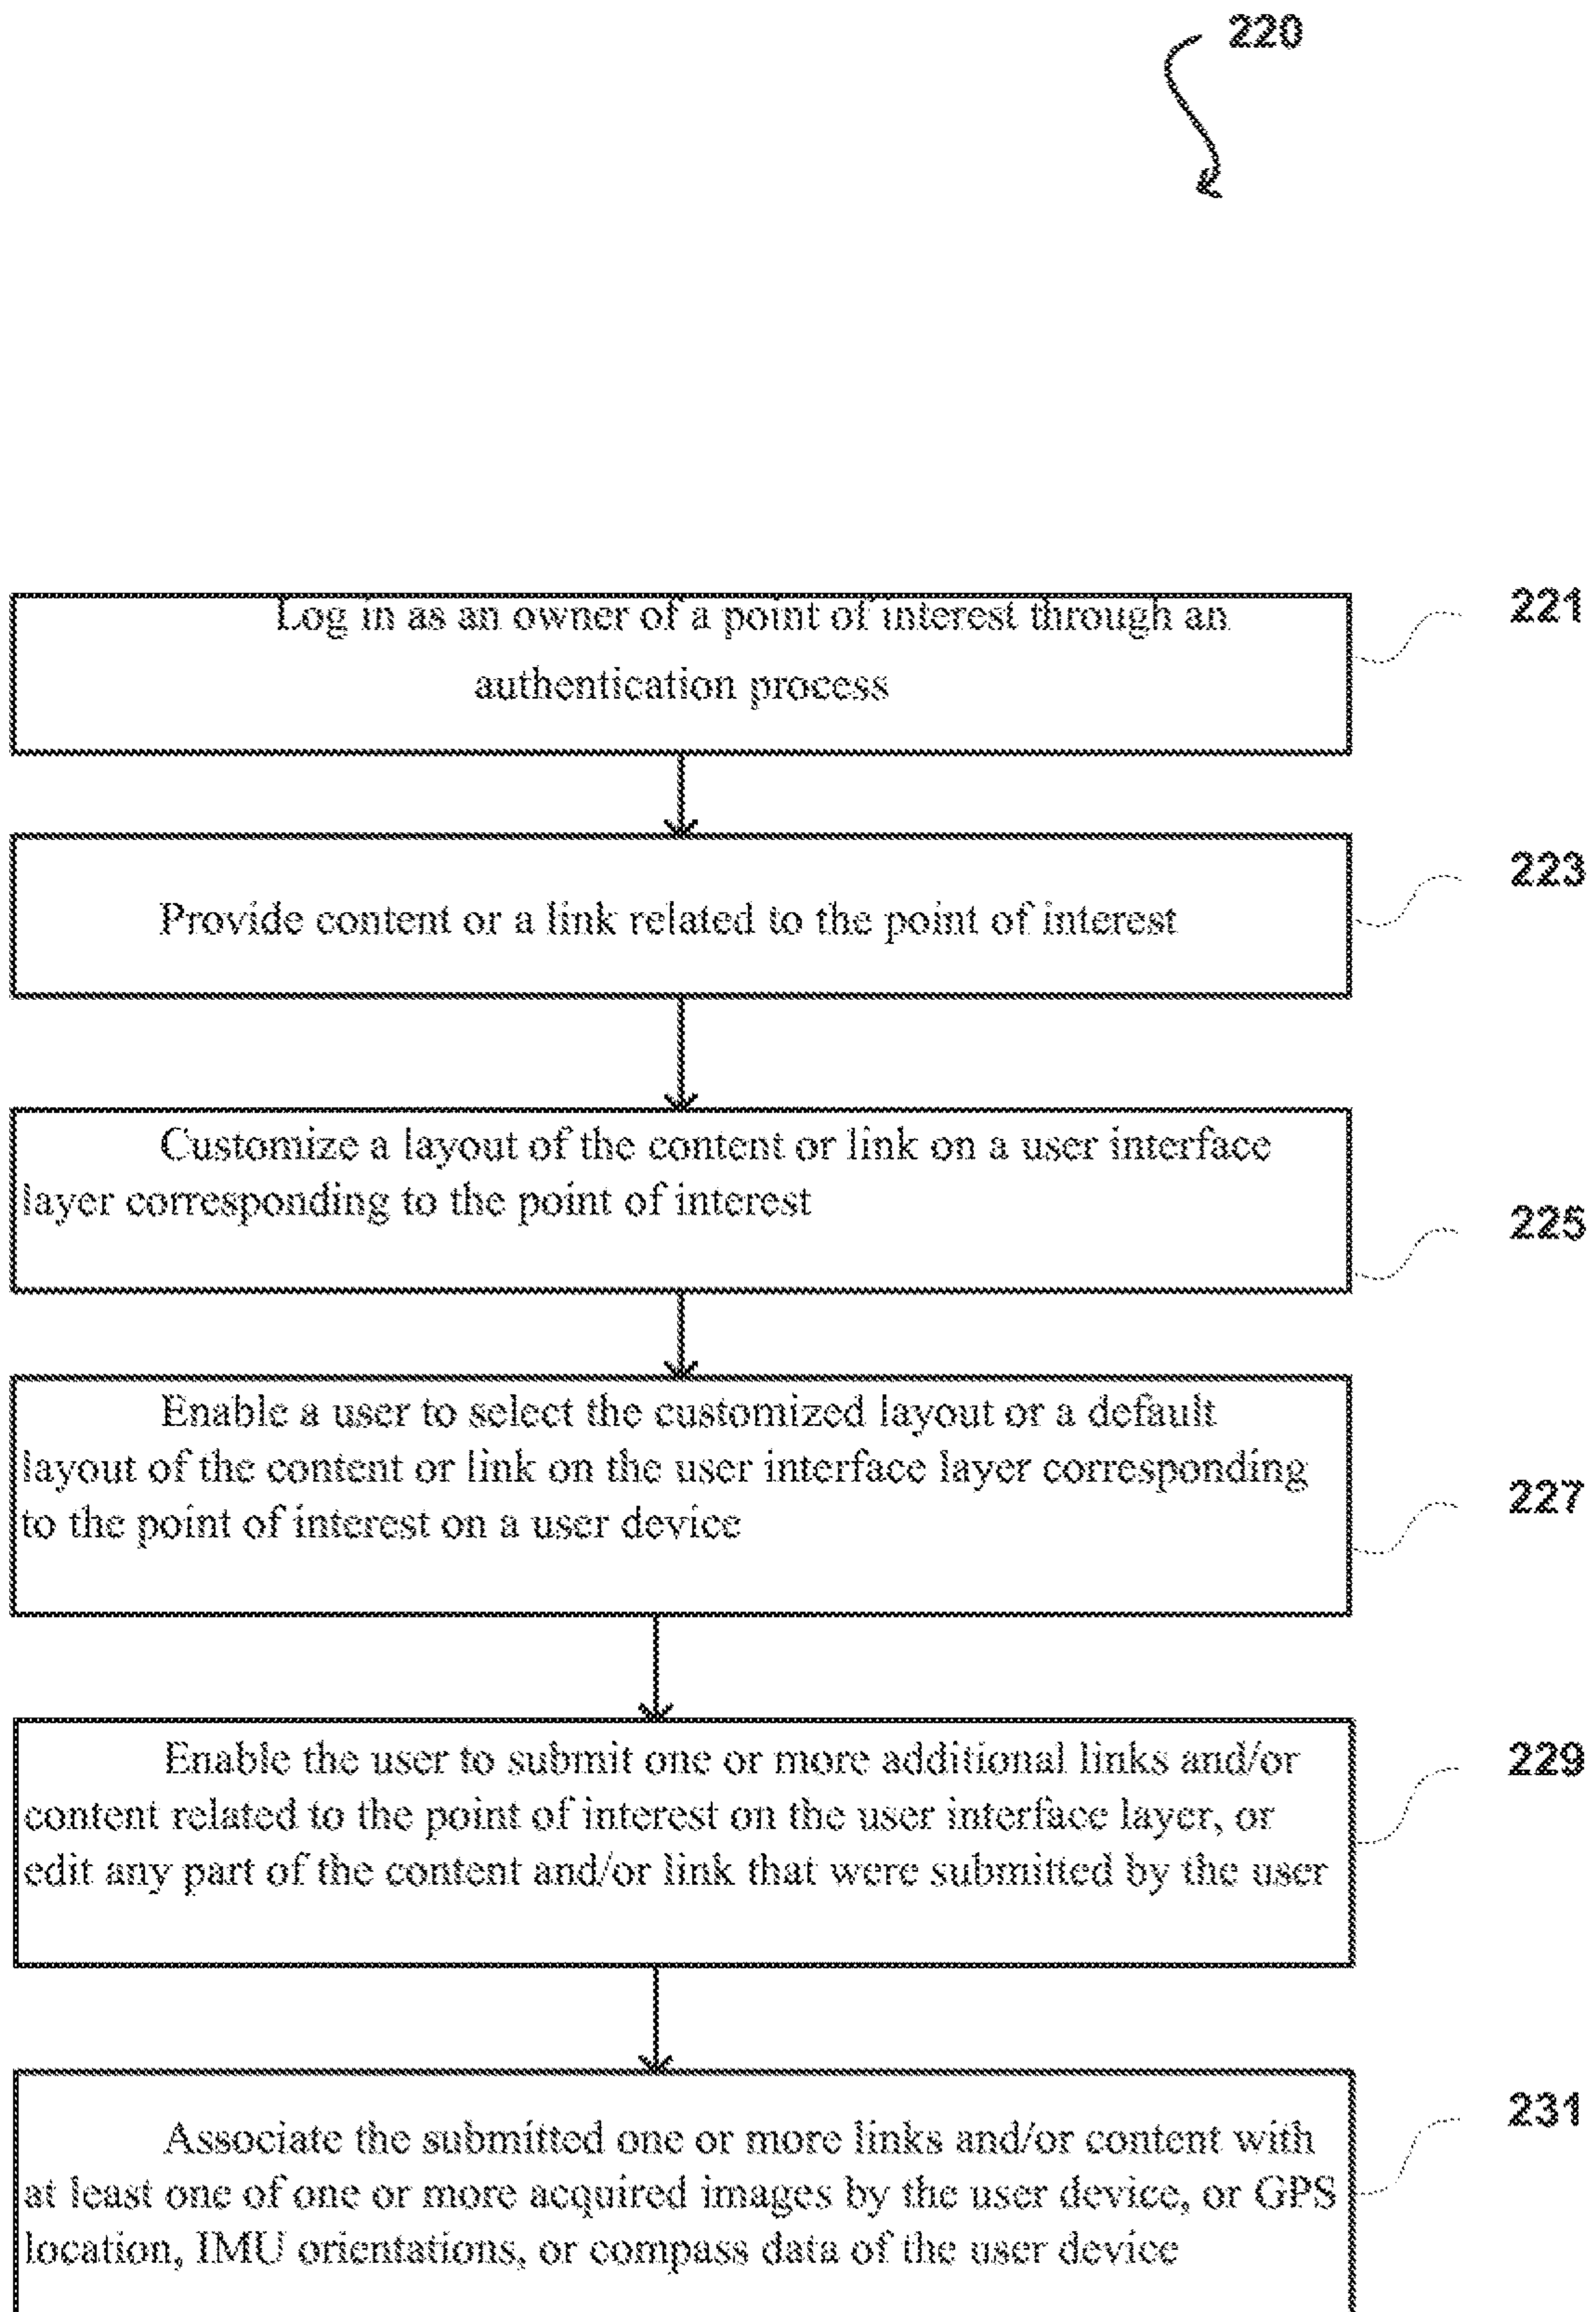 220
Log in as an owner of a point of interest through an
221
authentication process
Provide content or a link related to the point of interest
223
Customize a layout of the content or link on a user interface
layer corresponding to the point of interest
225
Enable a user to select the customized layout or a default
layout of the content or link on the user interface layer corresponding
to the point of interest on a user device
227
Enable the user to submit one or more additional links and/or
229
content related to the point of interest on the user interface layer, or
edit any part of the content and/or link that were submitted by the user
Associate the submitted one or more links and/or content with
231
at least one of one or more acquired images by the user device, or GPS
location, IMU orientations, or compass data of the user device